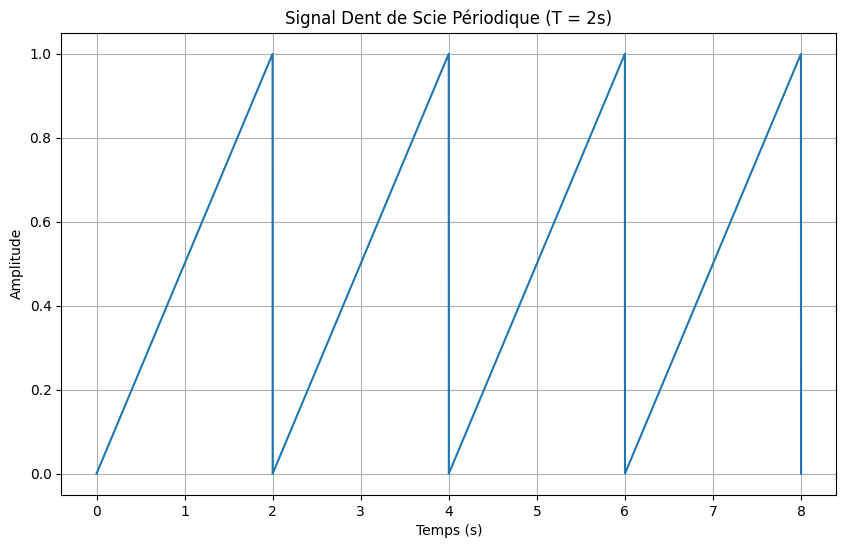 Signal Dent de Scie Périodique (T = 2s)
1.0
0.8
0.6
0.4
0.2
0.0
Amplitude
0 1 2 3 4 5 6 7 8
Temps (s)